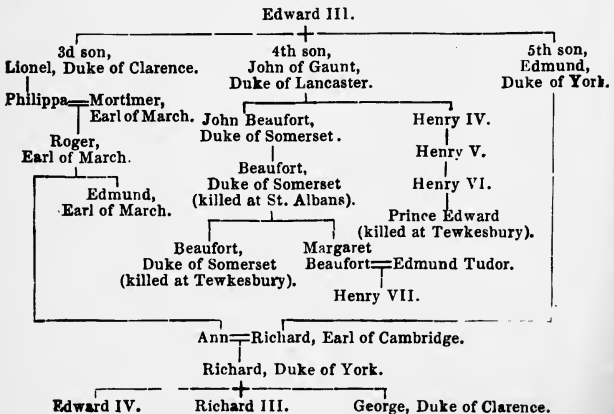 Edward III.
3d son, 4th son, 5th son,
Lionel, Duke of Clarence. John of Gaunt, Edmund,
Duke of Lancaster. Duke of York.
Philippa Mortimer,
Earl of March. John Beaufort, Henry IV.
Duke of Somerset.
Roger,
Earl of March. Henry V.
Beaufort,
Duke of Somerset Henry VI.
(killed at St. Albans).
Edmund,
Earl of March. Prince Edward
(killed at Tewkesbury).
Beaufort, Margaret
Duke of Somerset Beaufort Edmund Tudor.
(killed at Tewkesbury).
Henry VII.
Ann Richard, Earl of Cambridge.
Richard, Duke of York.
Edward IV. Richard III. George, Duke of Clarence.